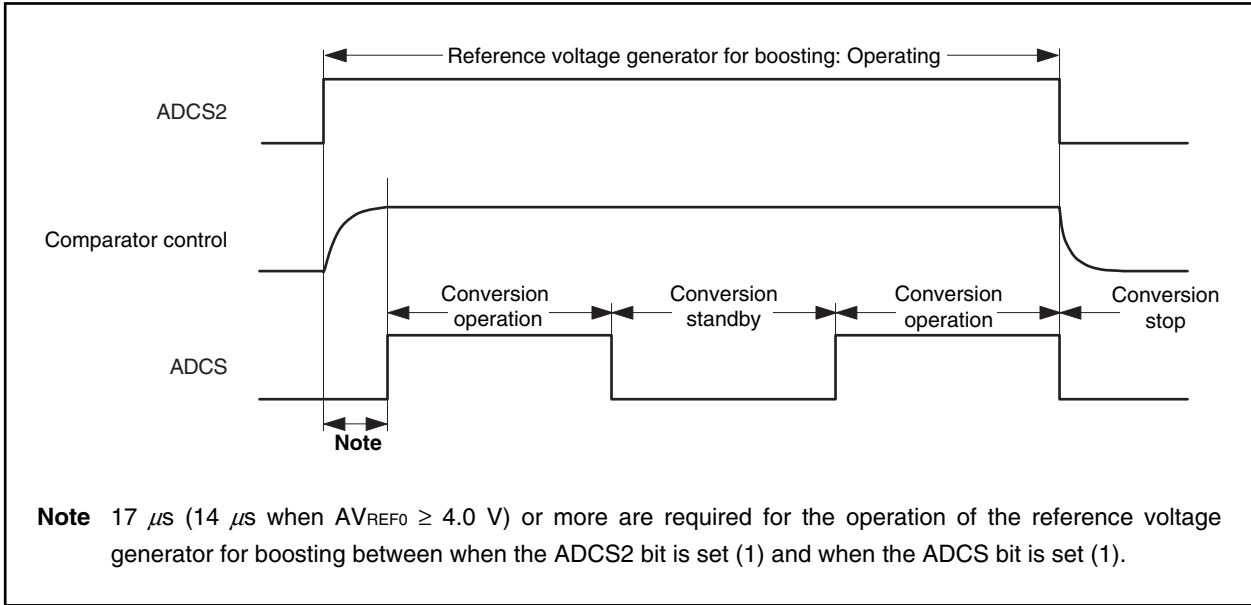 Reference voltage generator for boosting: Operating
ADCS2
Comparator control
Conversion operation
Conversion standby
Conversion operation
Conversion stop
ADCS
Note
Note 17 μs (14 μs when AVREF0 ≥ 4.0 V) or more are required for the operation of the reference voltage
generator for boosting between when the ADCS2 bit is set (1) and when the ADCS bit is set (1).